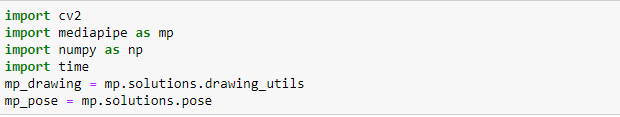 import cv2
import mediapipe as mp
import numpy as np
import time
mp_drawing = mp.solutions.drawing_utils
mp_pose = mp.solutions.pose